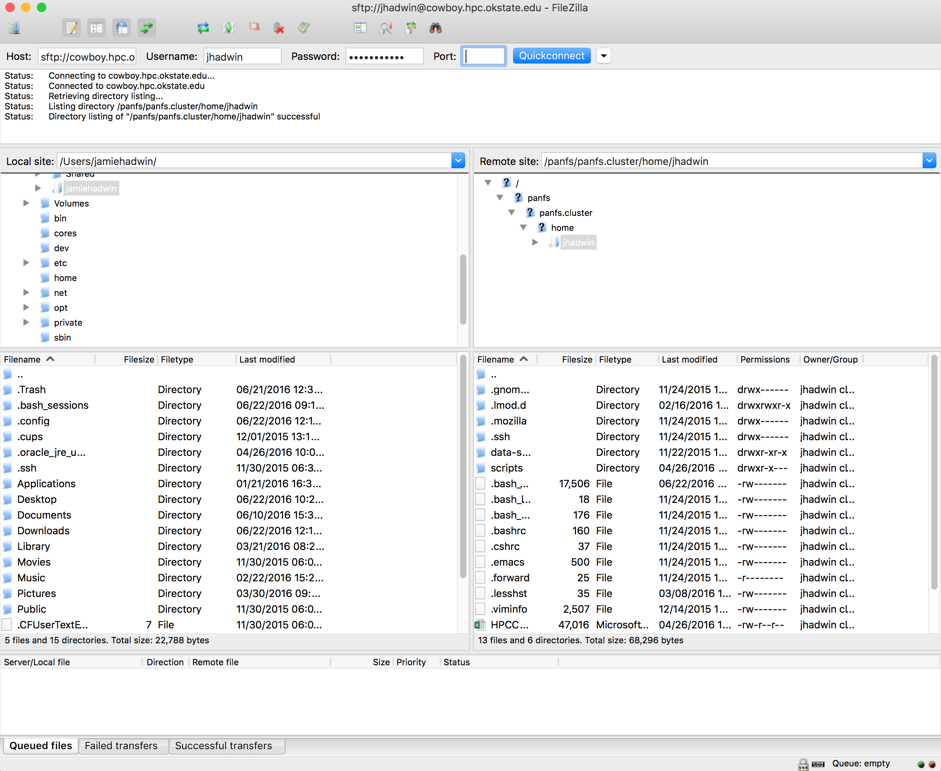 sftp://jhadwin@cowboy.hpc.okstate.edu - FileZilla
Host: sftp://cowboy.hpc.o Username: jhadwin Password: ••••••••••• Port: Quickconnect
Status: Connecting to cowboy.hpc.okstate.edu...
Status: Connected to cowboy.hpc.okstate.edu
Status: Retrieving directory listing...
Status: Listing directory /panfs/panfs.cluster/home/jhadwin
Status: Directory listing of "/panfs/panfs.cluster/home/jhadwin" successful
Local site: /Users/jamiehadwin/
Shared
jamiehadwin
Volumes
bin
cores
dev
etc
home
net
opt
private
sbin
Remote site: /panfs/panfs.cluster/home/jhadwin
? /
? panfs
? panfs.cluster
? home
jhadwin
Filename Filesize Filetype Last modified
..
.Trash Directory 06/21/2016 12:3...
.bash_sessions Directory 06/22/2016 09:1...
.config Directory 06/22/2016 12:1...
.cups Directory 12/01/2015 13:1...
.oracle_jre_u... Directory 04/26/2016 10:0...
.ssh Directory 11/30/2015 06:3...
Applications Directory 01/21/2016 16:3...
Desktop Directory 06/22/2016 10:2...
Documents Directory 06/10/2016 15:3...
Downloads Directory 06/22/2016 12:1...
Library Directory 03/21/2016 08:2...
Movies Directory 11/30/2015 06:0...
Music Directory 02/22/2016 15:2...
Pictures Directory 03/30/2016 09:...
Public Directory 11/30/2015 06:0...
.CFUserTextE... 7 File 11/30/2015 06:0...
5 files and 15 directories. Total size: 22,788 bytes
Filename Filesize Filetype Last modified Permissions Owner/Group
..
.gnom... Directory 11/24/2015 1... drwx------ jhadwin cl...
.lmod.d Directory 02/16/2016 1... drwxrwxr-x jhadwin cl...
.mozilla Directory 11/24/2015 1... drwx------ jhadwin cl...
.ssh Directory 11/24/2015 1... drwx------ jhadwin cl...
data-s... Directory 11/22/2015 1... drwxr-xr-x jhadwin cl...
scripts Directory 04/26/2016 ... drwxr-x--- jhadwin cl...
.bash_... 17,506 File 06/22/2016 ... -rw------- jhadwin cl...
.bash_l... 18 File 11/24/2015 1... -rw------- jhadwin cl...
.bash_... 176 File 11/24/2015 1... -rw------- jhadwin cl...
.bashrc 160 File 11/24/2015 1... -rw------- jhadwin cl...
.cshrc 37 File 11/24/2015 1... -rw------- jhadwin cl...
.emacs 500 File 11/24/2015 1... -rw------- jhadwin cl...
.forward 25 File 11/24/2015 1... -r-------- jhadwin cl...
.lesshst 35 File 03/08/2016 1... -rw------- jhadwin cl...
.viminfo 2,507 File 12/14/2015 1... -rw------- jhadwin cl...
HPCC... 47,016 Microsoft... 04/26/2016 1... -rw-r--r-- jhadwin cl...
13 files and 6 directories. Total size: 68,296 bytes
Server/Local file Direction Remote file Size Priority Status
Queued files Failed transfers Successful transfers
Queue: empty